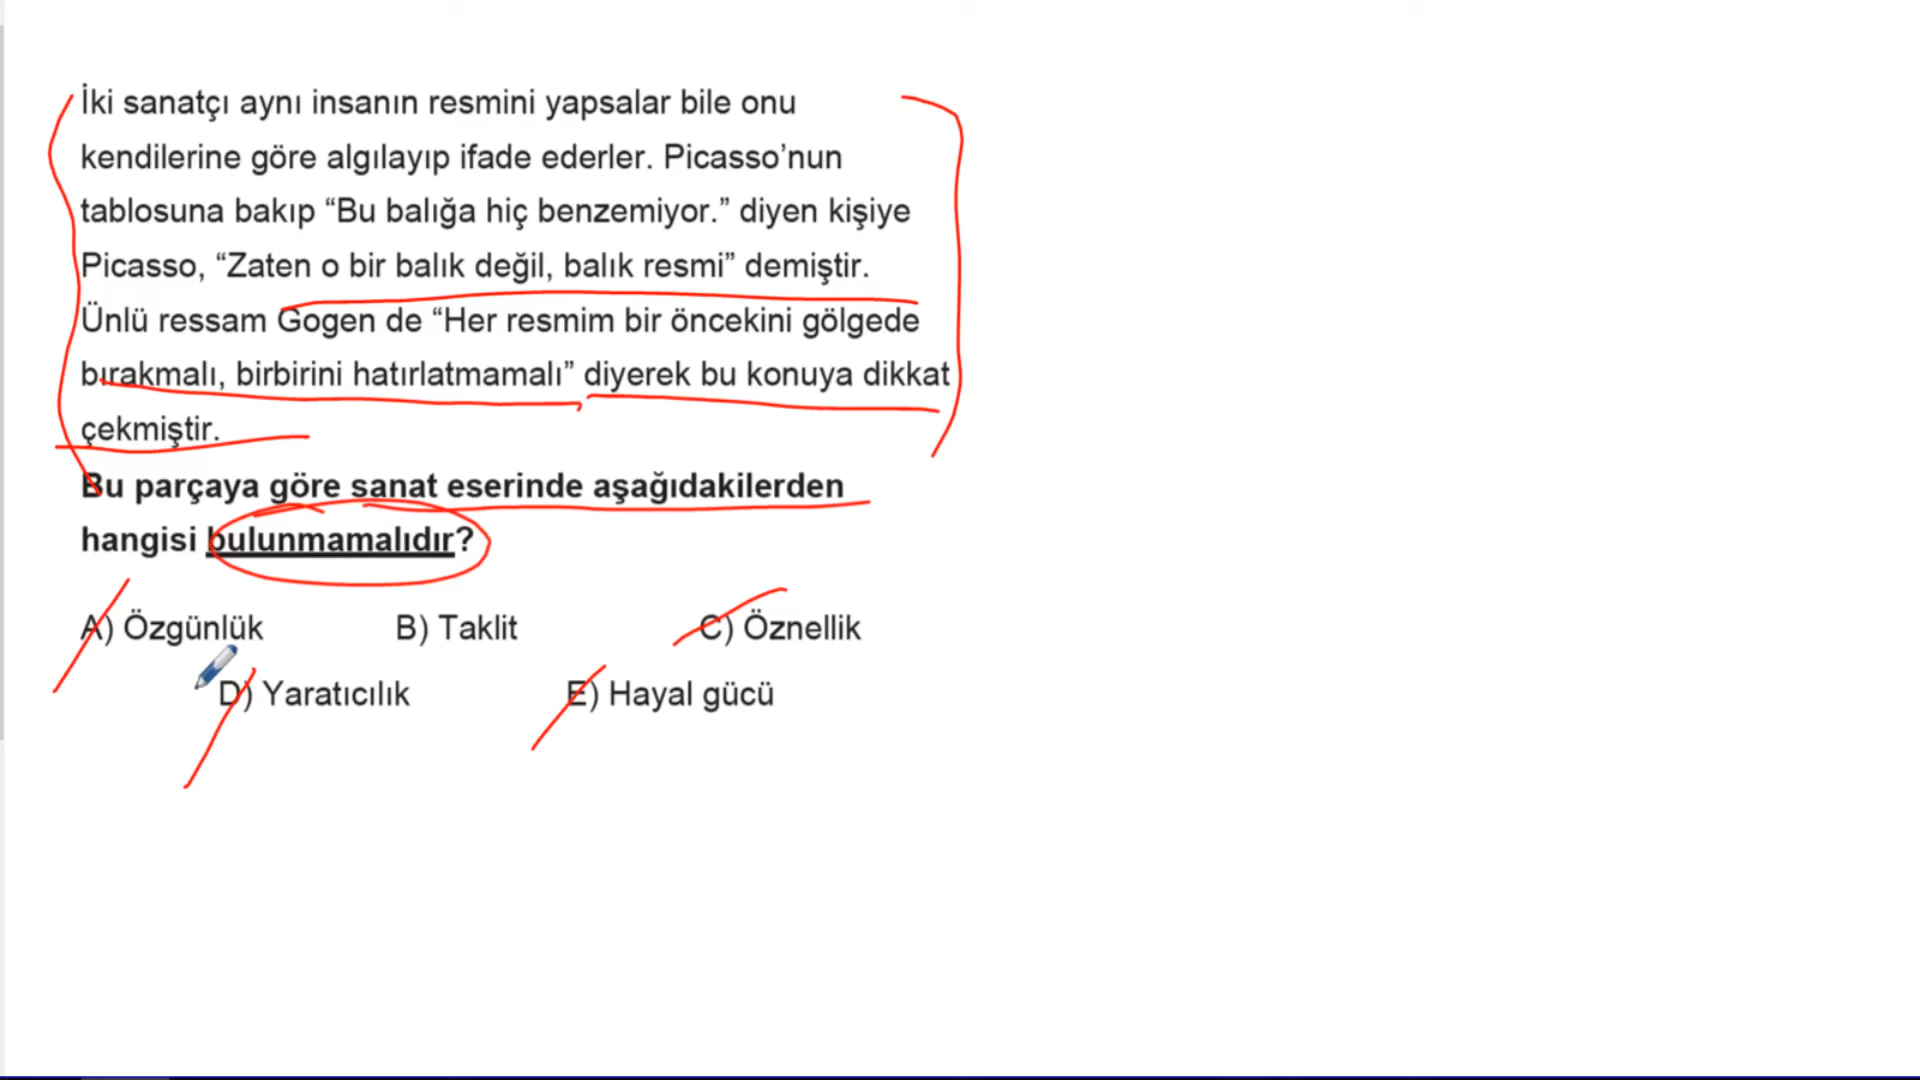 İki sanatçı aynı insanın resmini yapsalar bile onu
kendilerine göre algılayıp ifade ederler. Picasso’nun
tablosuna bakıp “Bu balığa hiç benzemiyor.” diyen kişiye
Picasso, “Zaten o bir balık değil, balık resmi” demiştir.
Ünlü ressam Gogen de “Her resmim bir öncekini gölgede
bırakmalı, birbirini hatırlatmamalı” diyerek bu konuya dikkat
çekmiştir.
Bu parçaya göre sanat eserinde aşağıdakilerden
hangisi bulunmamalıdır?
A) Özgünlük B) Taklit C) Öznellik
D) Yaratıcılık E) Hayal gücü